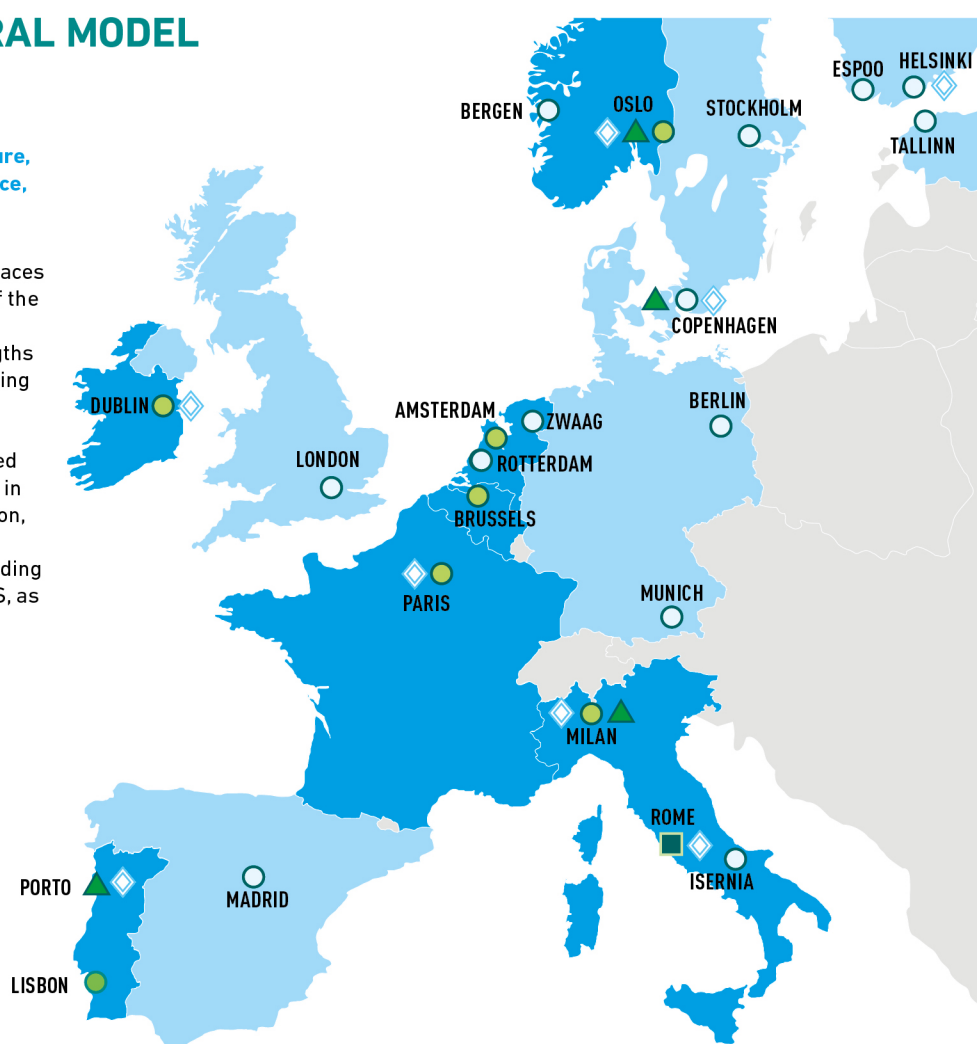 RAL MODEL
ure,
ce,
aces
f the
gths
ing
ed
in
on,
ding
S, as
ESPOO
HELSINKI
BERGEN
OSLO
STOCKHOLM
TALLINN
COPENHAGEN
DUBLIN
AMSTERDAM
ZWAAG
BERLIN
LONDON
ROTTERDAM
BRUSSELS
PARIS
MUNICH
MILAN
ROME
ISERNIA
PORTO
MADRID
LISBON